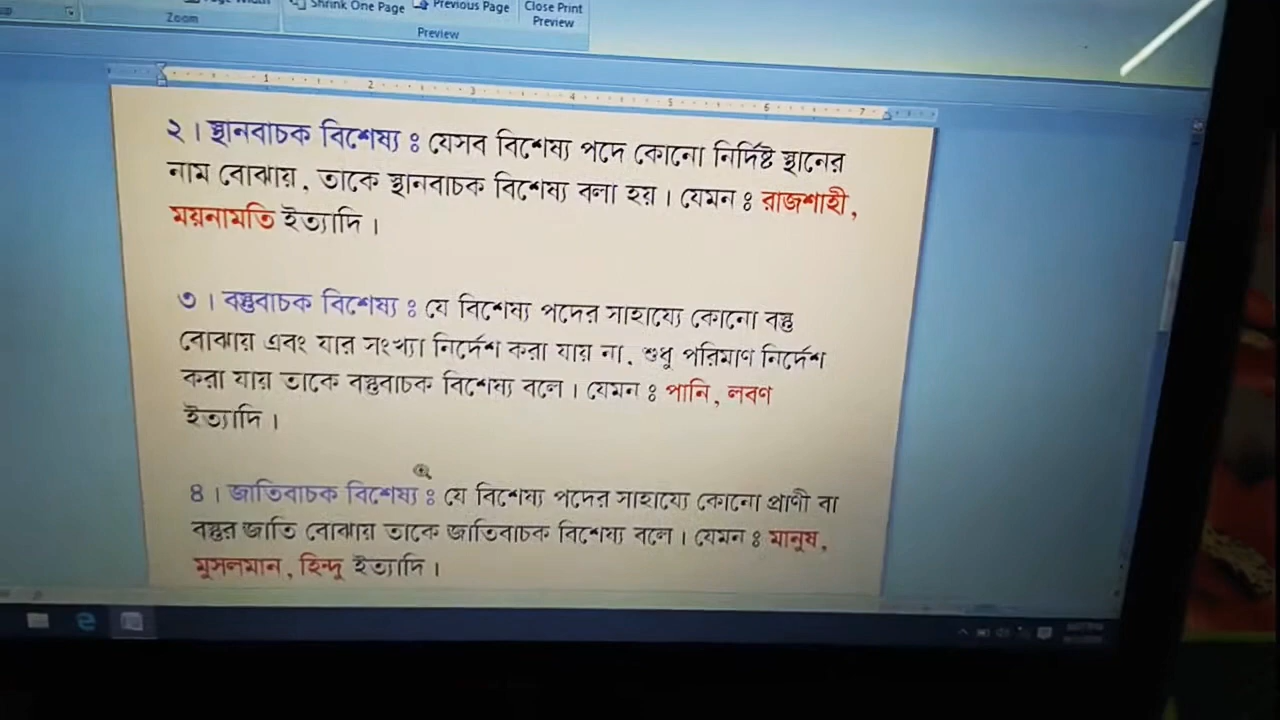 Zoom
Shrink One Page
Previous Page
Close Print
Preview
Preview
২। স্থানবাচক বিশেষ্য ঃ যেসব বিশেষ্য পদে কোনো নির্দিষ্ট স্থানের
নাম বোঝায়, তাকে স্থানবাচক বিশেষ্য বলা হয়। যেমন ঃ রাজশাহী,
ময়নামতি ইত্যাদি।
৩। বস্তুবাচক বিশেষ্য ঃ যে বিশেষ্য পদের সাহায্যে কোনো বস্তু
বোঝায় এবং যার সংখ্যা নির্দেশ করা যায় না, শুধু পরিমাণ নির্দেশ
করা যায় তাকে বস্তুবাচক বিশেষ্য বলে। যেমন ঃ পানি, লবণ
ইত্যাদি।
৪। জাতিবাচক বিশেষ্য ঃ যে বিশেষ্য পদের সাহায্যে কোনো প্রাণী বা
বস্তুর জাতি বোঝায় তাকে জাতিবাচক বিশেষ্য বলে। যেমন ঃ মানুষ,
মুসলমান, হিন্দু ইত্যাদি।